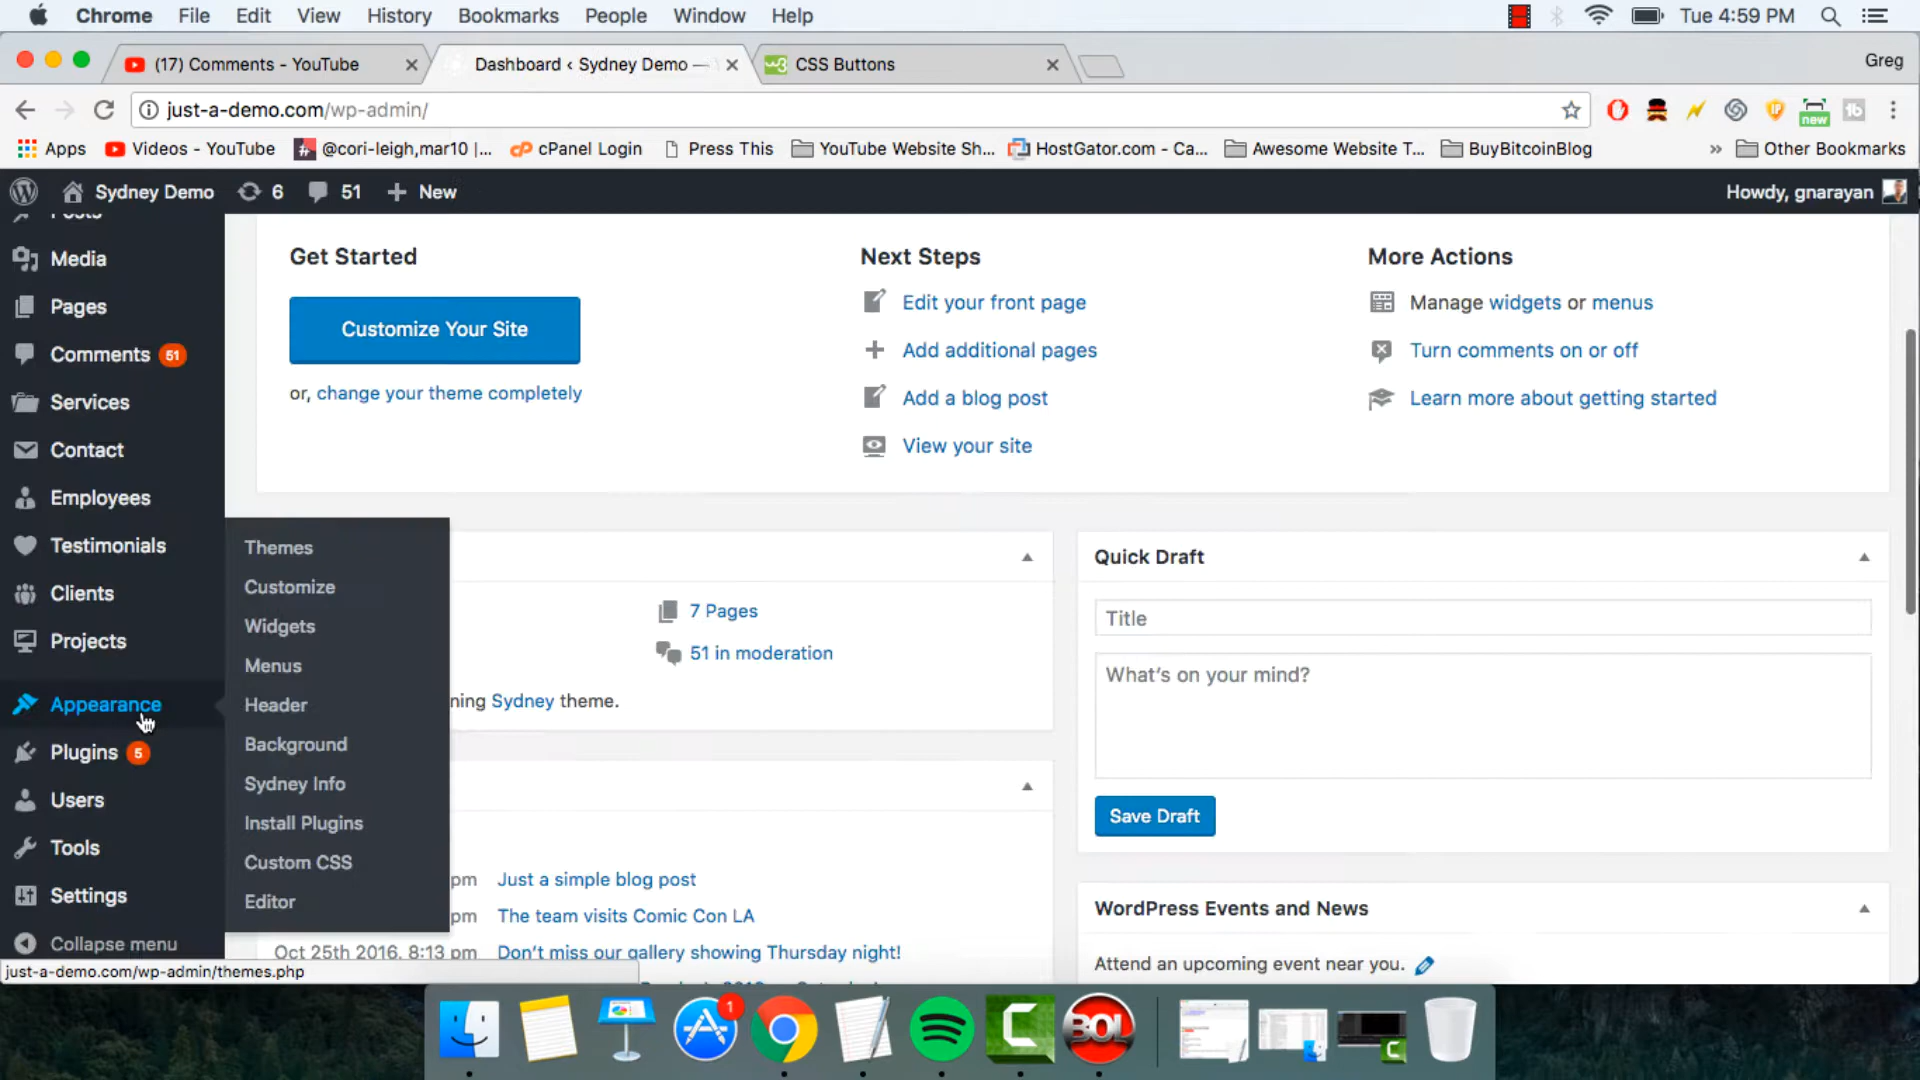 Chrome File Edit View History Bookmarks People Window Help Tue 4:59 PM
(17) Comments - YouTube Dashboard ‹ Sydney Demo — CSS Buttons Greg
just-a-demo.com/wp-admin/ new
Apps Videos - YouTube @cori-leigh,mar10 |... cPanel Login Press This YouTube Website Sh... HostGator.com - Ca... Awesome Website T... BuyBitcoinBlog » Other Bookmarks
Sydney Demo 6 51 + New Howdy, gnarayan
Posts
Media
Pages
Comments 51
Services
Contact
Employees
Testimonials
Clients
Projects
Appearance
Plugins 5
Users
Tools
Settings
Collapse menu
Themes
Customize
Widgets
Menus
Header
Background
Sydney Info
Install Plugins
Custom CSS
Editor
Get Started
Customize Your Site
or, change your theme completely
Next Steps
Edit your front page
Add additional pages
Add a blog post
View your site
More Actions
Manage widgets or menus
Turn comments on or off
Learn more about getting started
7 Pages
51 in moderation
ning Sydney theme.
pm Just a simple blog post
pm The team visits Comic Con LA
Oct 25th 2016, 8:13 pm Don't miss our gallery showing Thursday night!
Quick Draft
Title
What's on your mind?
Save Draft
WordPress Events and News
Attend an upcoming event near you.
just-a-demo.com/wp-admin/themes.php
1
BOL